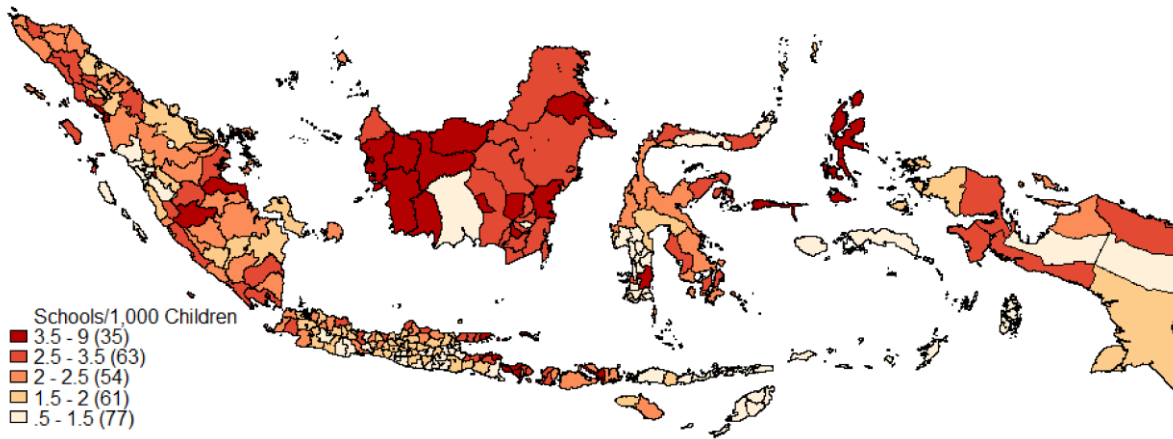 Schools/1,000 Children
3.5 - 9 (35)
2.5 - 3.5 (63)
2 - 2.5 (54)
1.5 - 2 (61)
.5 - 1.5 (77)